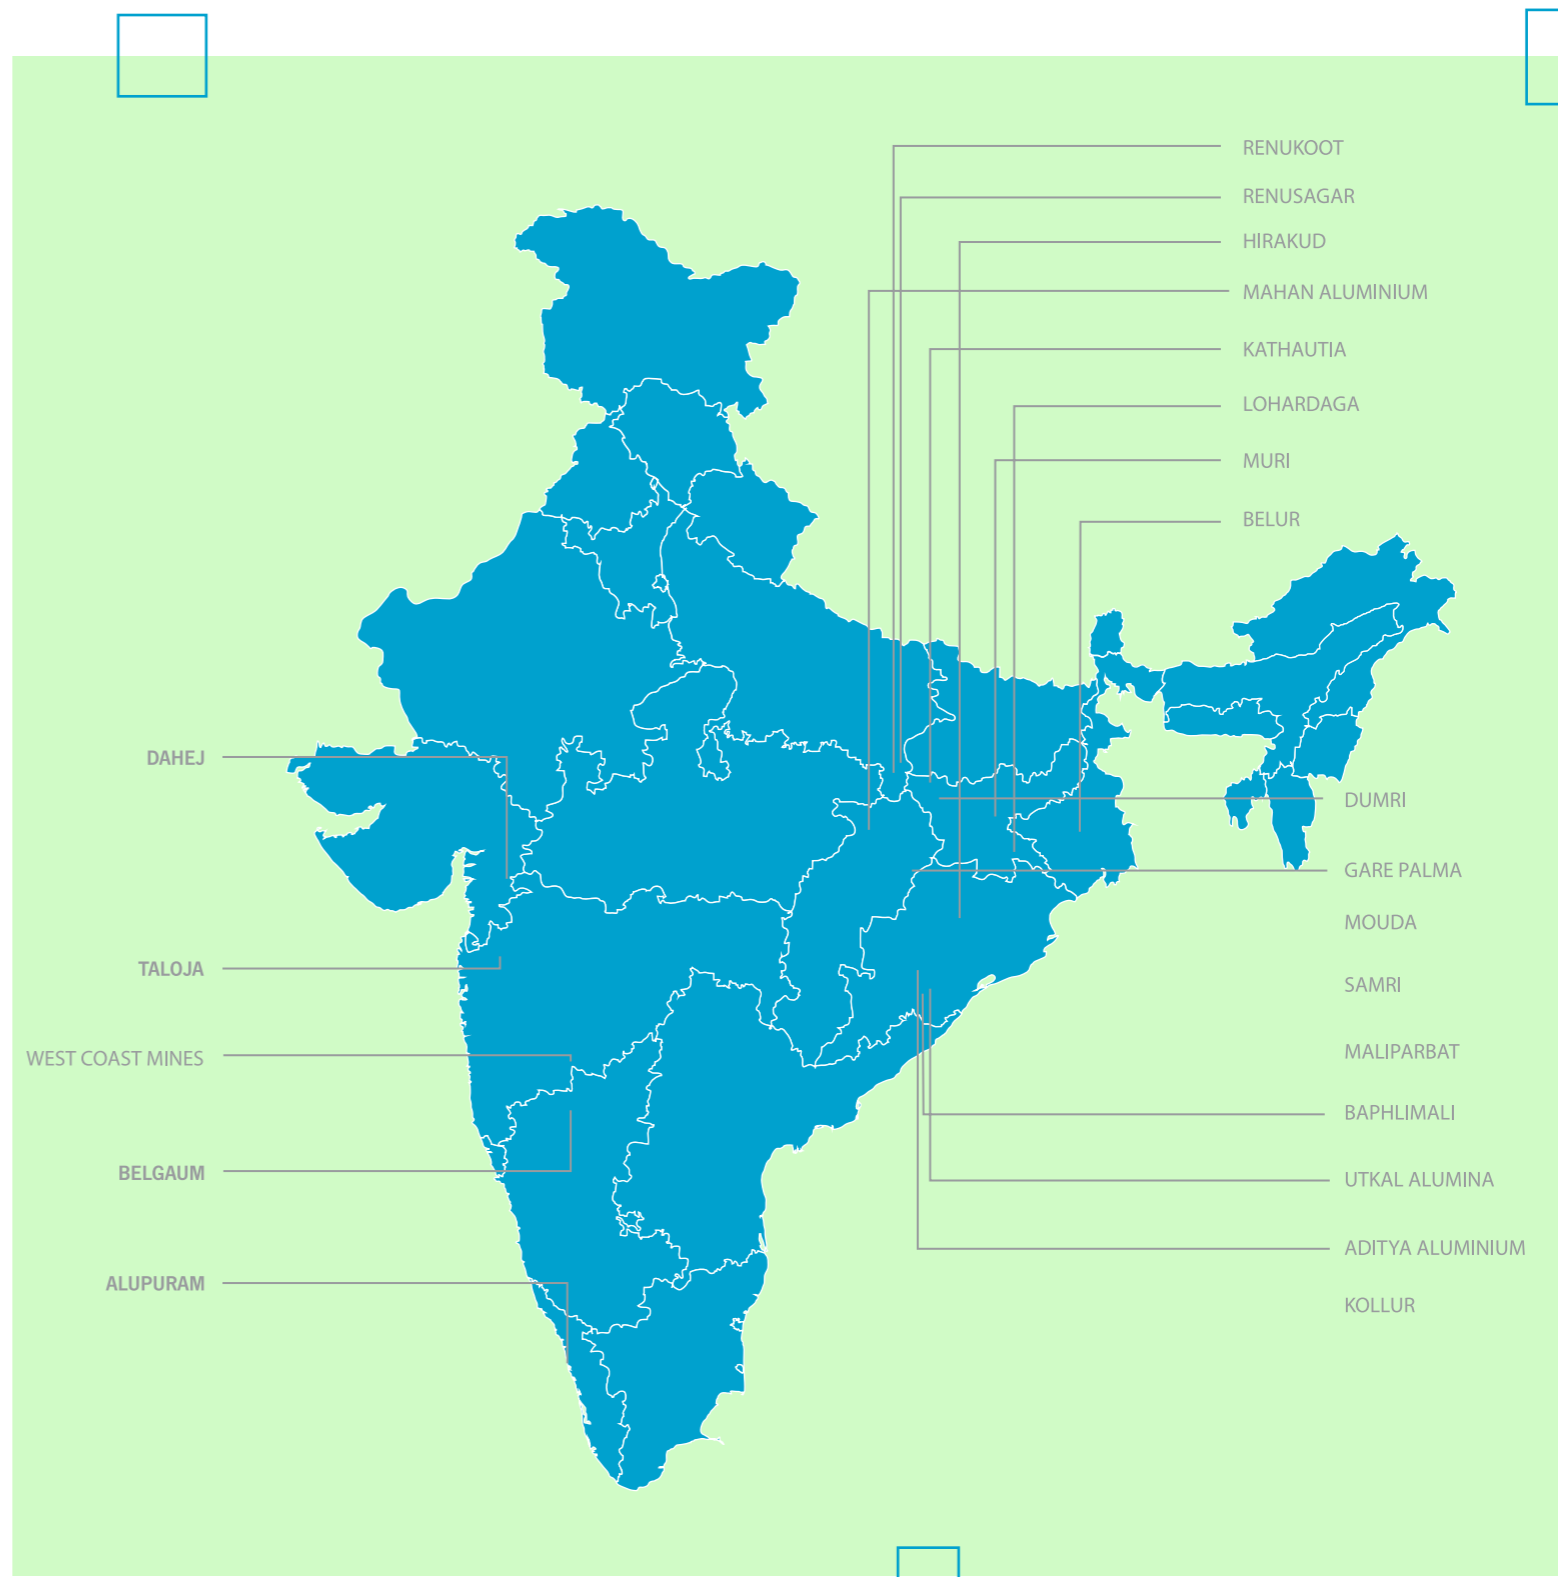 RENUKOOT
RENUSAGAR
HIRAKUD
MAHAN ALUMINIUM
KATHAUTIA
LOHARDAGA
MURI
BELUR
DAHEJ
DUMRI
GARE PALMA
MOUDA
TALOJA
SAMRI
WEST COAST MINES
MALIPARBAT
BAPHLIMALI
BELGAUM
UTKAL ALUMINA
ADITYA ALUMINIUM
ALUPURAM
KOLLUR